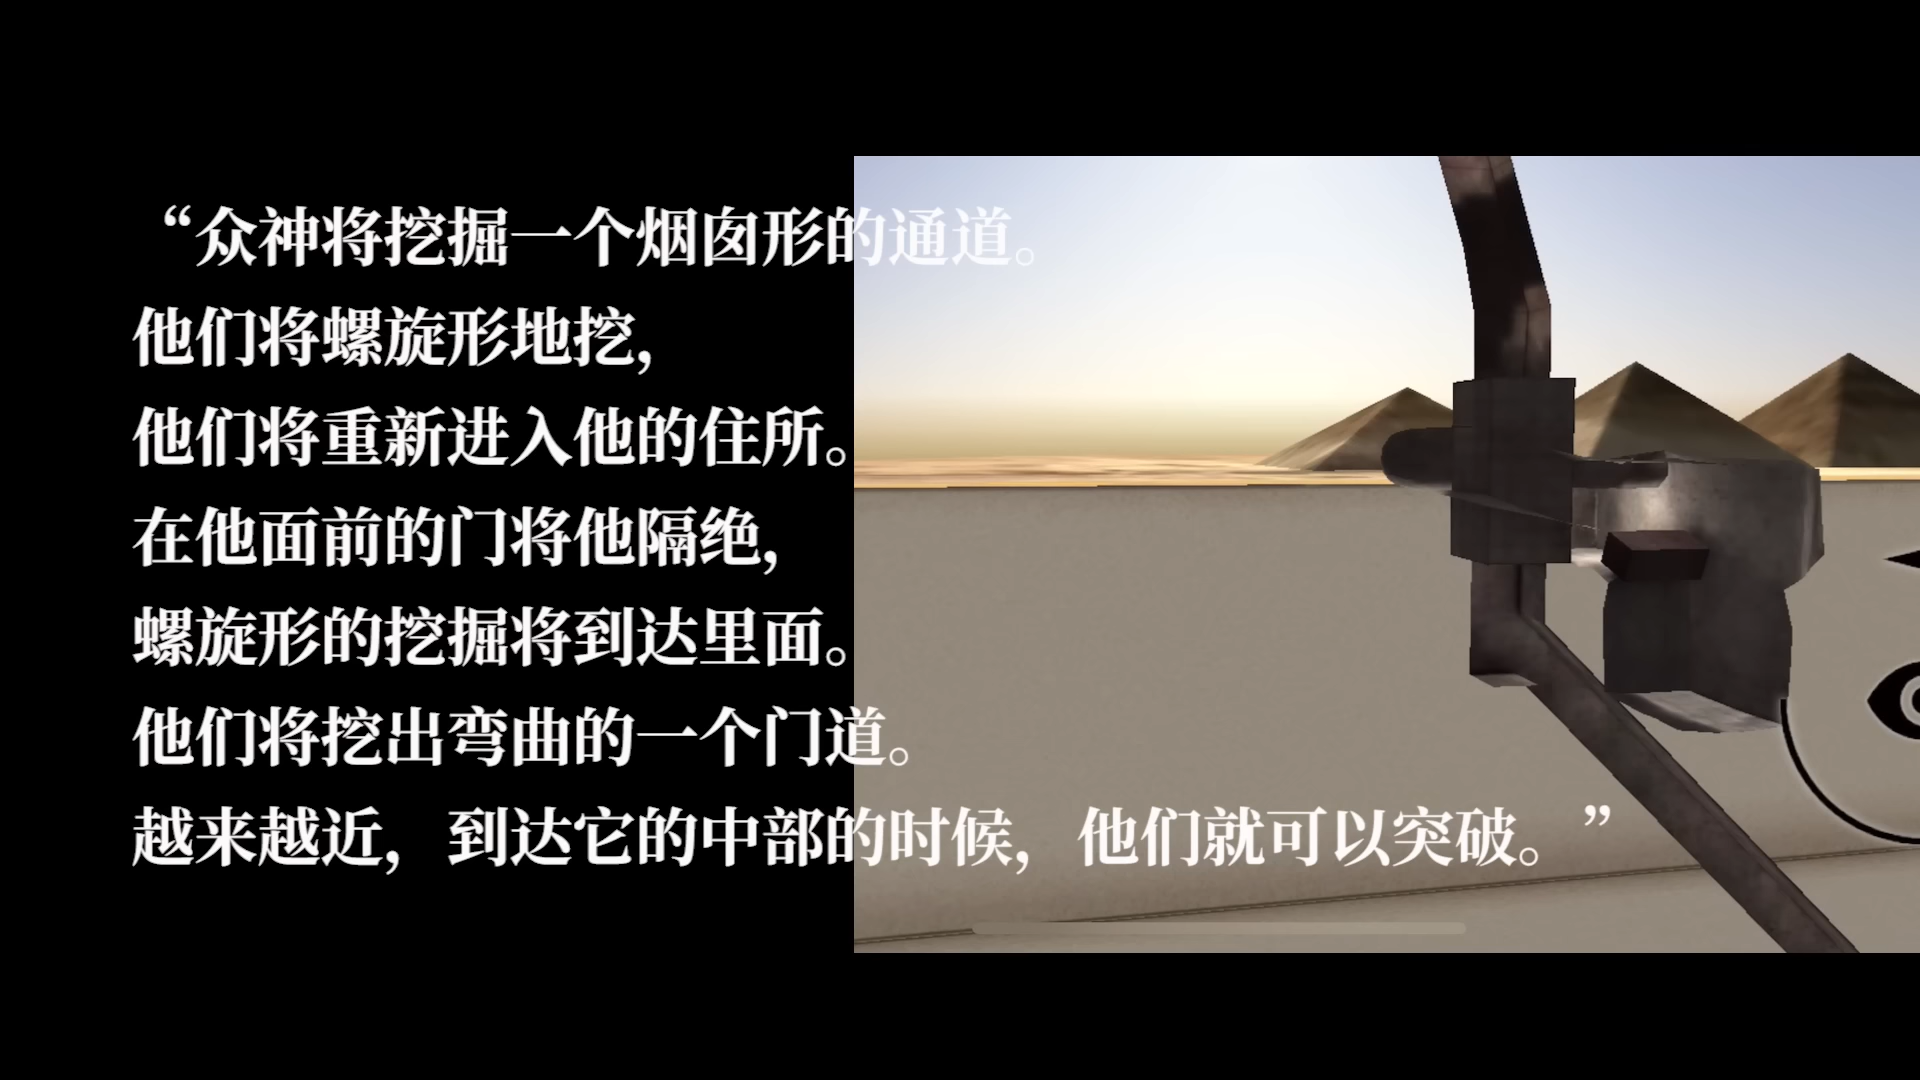 “众神将挖掘一个烟囱形的通道。
他们将螺旋形地挖,
他们将重新进入他的住所。
在他面前的门将他隔绝,
螺旋形的挖掘将到达里面。
他们将挖出弯曲的一个门道。
越来越近, 到达它的中部的时候, 他们就可以突破。”